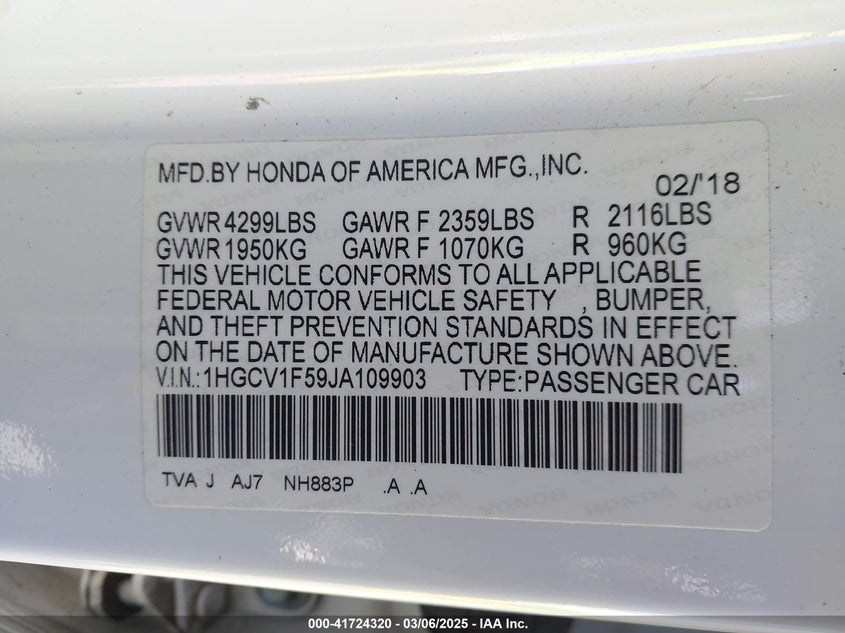 MFD.BY HONDA OF AMERICA MFG.,INC. 02/'18
GVWR 4299LBS GAWR F 2359LBS R 2116LBS
GVWR 1950KG GAWR F 1070KG R 960KG
THIS VEHICLE CONFORMS TO ALL APPLICABLE
FEDERAL MOTOR VEHICLE SAFETY , BUMPER,
AND THEFT PREVENTION STANDARDS IN EFFECT
ON THE DATE OF MANUFACTURE SHOWN ABOVE.
V.I.N.:1HGCV1F59JA109903 TYPE:PASSENGER CAR
TVA J AJ7 NH883P .A .A
000-41724320 - 03/06/2025 - IAA Inc.